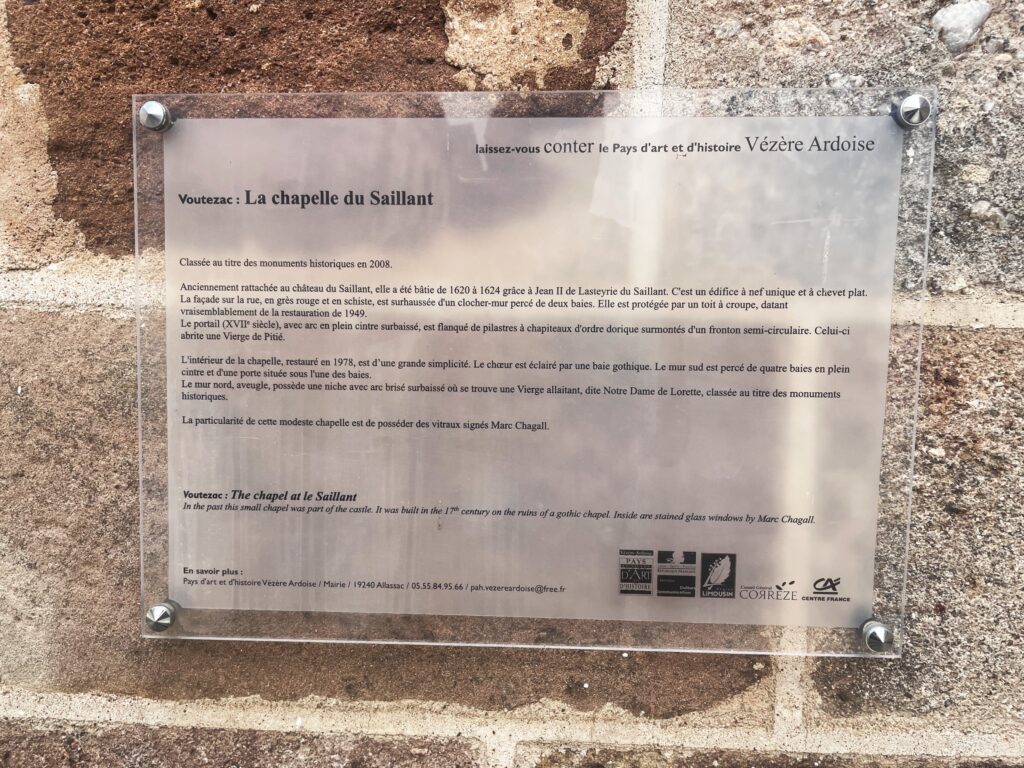 laissez-vous conter le Pays d'art et d'histoire Vézère Ardoise
Voutezac : La chapelle du Saillant
Classée au titre des monuments historiques en 2008.
Anciennement rattachée au château du Saillant, elle a été bâtie de 1620 à 1624 grâce à Jean II de Lasteyrie du Saillant. C'est un édifice à nef unique et à chevet plat.
La façade sur la rue, en grès rouge et en schiste, est surhaussée d'un clocher-mur percé de deux baies. Elle est protégée par un toit à croupe, datant
vraisemblablement de la restauration de 1949.
Le portail (XVIIe siècle), avec arc en plein cintre surbaissé, est flanqué de pilastres à chapiteaux d'ordre dorique surmontés d'un fronton semi-circulaire. Celui-ci
abrite une Vierge de Pitié.
L'intérieur de la chapelle, restauré en 1978, est d'une grande simplicité. Le chœur est éclairé par une baie gothique. Le mur sud est percé de quatre baies en plein
cintre et d'une porte située sous l'une des baies.
Le mur nord, aveugle, possède une niche avec arc brisé surbaissé où se trouve une Vierge allaitant, dite Notre Dame de Lorette, classée au titre des monuments
historiques.
La particularité de cette modeste chapelle est de posséder des vitraux signés Marc Chagall.
Voutezac : The chapel at le Saillant
In the past this small chapel was part of the castle. It was built in the 17th century on the ruins of a gothic chapel. Inside are stained glass windows by Marc Chagall.
En savoir plus :
Pays d'art et d'histoire Vézère Ardoise / Mairie / 19240 Allassac / 05.55.84.95.66 / pah.vezereardoise@free.fr
PAYS
D'ART
D'HISTOIRE
LIMOUSIN
Conseil Général
CORRÈZE
CA
CENTRE FRANCE